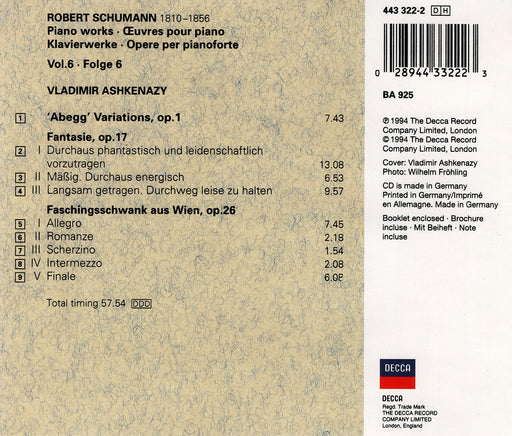 ROBERT SCHUMANN 1810–1856
Piano works · Œuvres pour piano
Klavierwerke · Opere per pianoforte
Vol.6 · Folge 6
VLADIMIR ASHKENAZY
1 ‘Abegg’ Variations, op.1 7.43
Fantasie, op.17
2 I Durchaus phantastisch und leidenschaftlich
vorzutragen 13.08
3 II Mäßig. Durchaus energisch 6.53
4 III Langsam getragen. Durchweg leise zu halten 9.57
Faschingsschwank aus Wien, op.26
5 I Allegro 7.45
6 II Romanze 2.18
7 III Scherzino 1.54
8 IV Intermezzo 2.08
9 V Finale 6.08
Total timing 57.54 DDD
443 322-2 DH
0 28944 33222 3
BA 925
℗ 1994 The Decca Record
Company Limited, London
© 1994 The Decca Record
Company Limited, London
Cover: Vladimir Ashkenazy
Photo: Wilhelm Fröhling
CD is made in Germany
Printed in Germany/Imprimé
en Allemagne. Made in Germany
Booklet enclosed · Brochure
incluse · Mit Beiheft · Note
incluse
DECCA
DECCA
Regd. Trade Mark
THE DECCA RECORD
COMPANY LIMITED
London, England